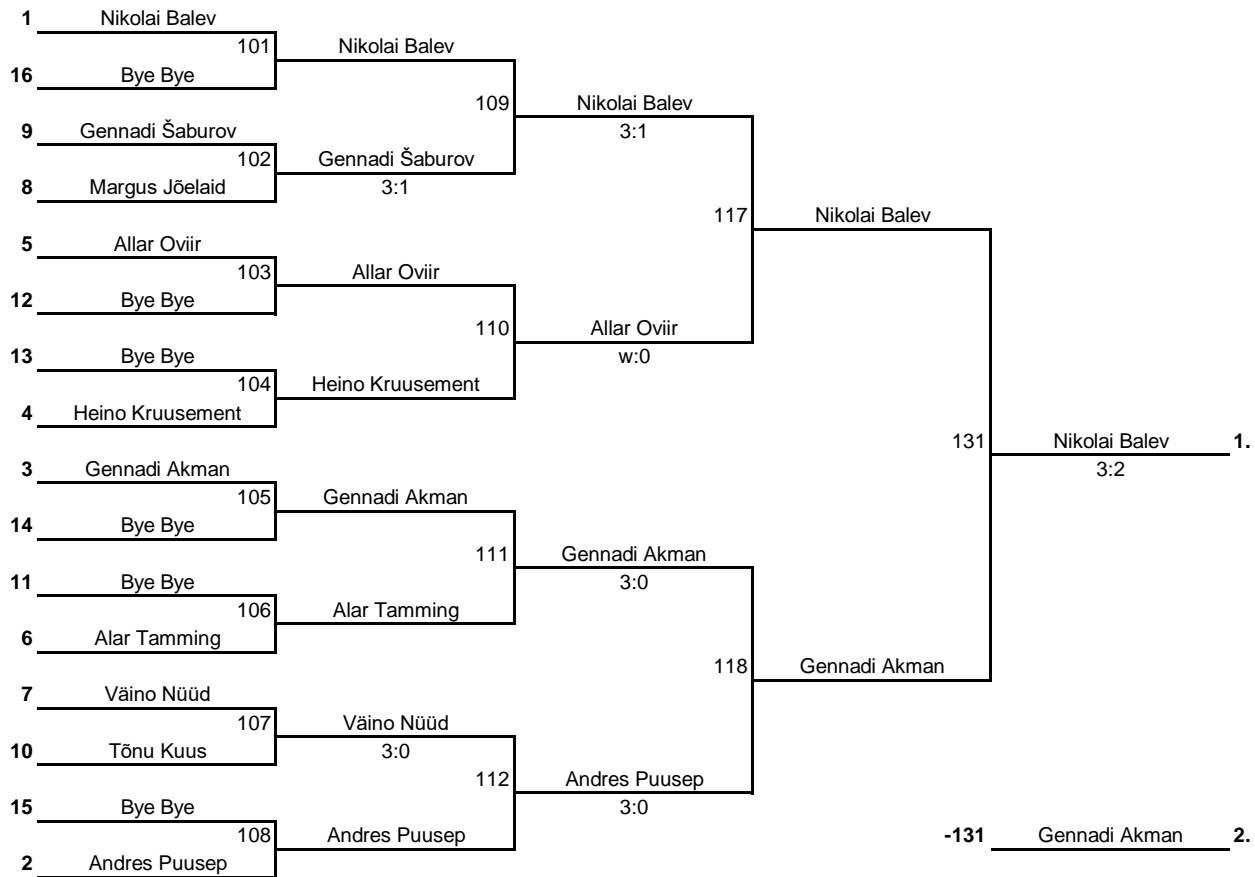 1 Nikolai Balev
101 Nikolai Balev
16 Bye Bye
109 Nikolai Balev
3:1
9 Gennadi Šaburov
102 Gennadi Šaburov
3:1
8 Margus Jõelaid
117 Nikolai Balev
5 Allar Oviir
103 Allar Oviir
12 Bye Bye
110 Allar Oviir
w:0
13 Bye Bye
104 Heino Kruusement
4 Heino Kruusement
131 Nikolai Balev 1.
3:2
3 Gennadi Akman
105 Gennadi Akman
14 Bye Bye
111 Gennadi Akman
3:0
11 Bye Bye
106 Alar Tamming
6 Alar Tamming
118 Gennadi Akman
7 Väino Nüüd
107 Väino Nüüd
3:0
10 Tõnu Kuus
112 Andres Puusep
3:0
15 Bye Bye
108 Andres Puusep
2 Andres Puusep
-131 Gennadi Akman 2.